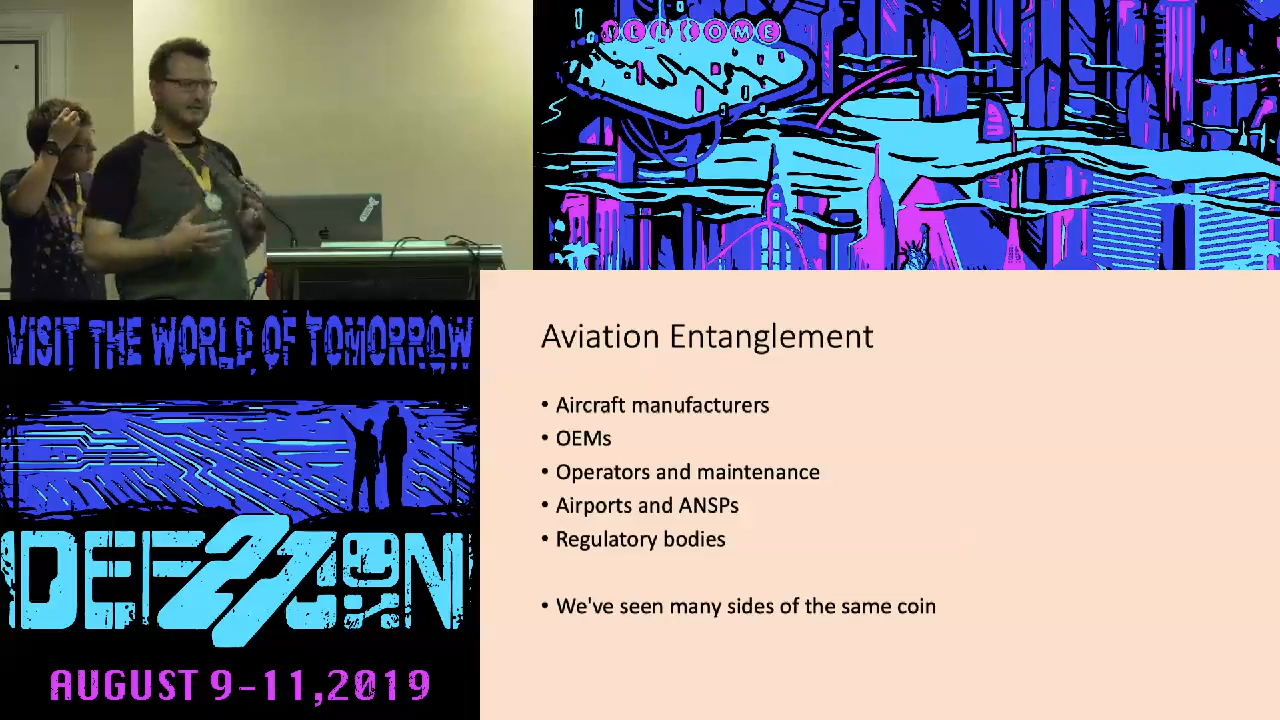 WELCOME
VISIT THE WORLD OF TOMORROW
DEF 27 CON
AUGUST 9-11,2019
Aviation Entanglement
• Aircraft manufacturers
• OEMs
• Operators and maintenance
• Airports and ANSPs
• Regulatory bodies
• We've seen many sides of the same coin